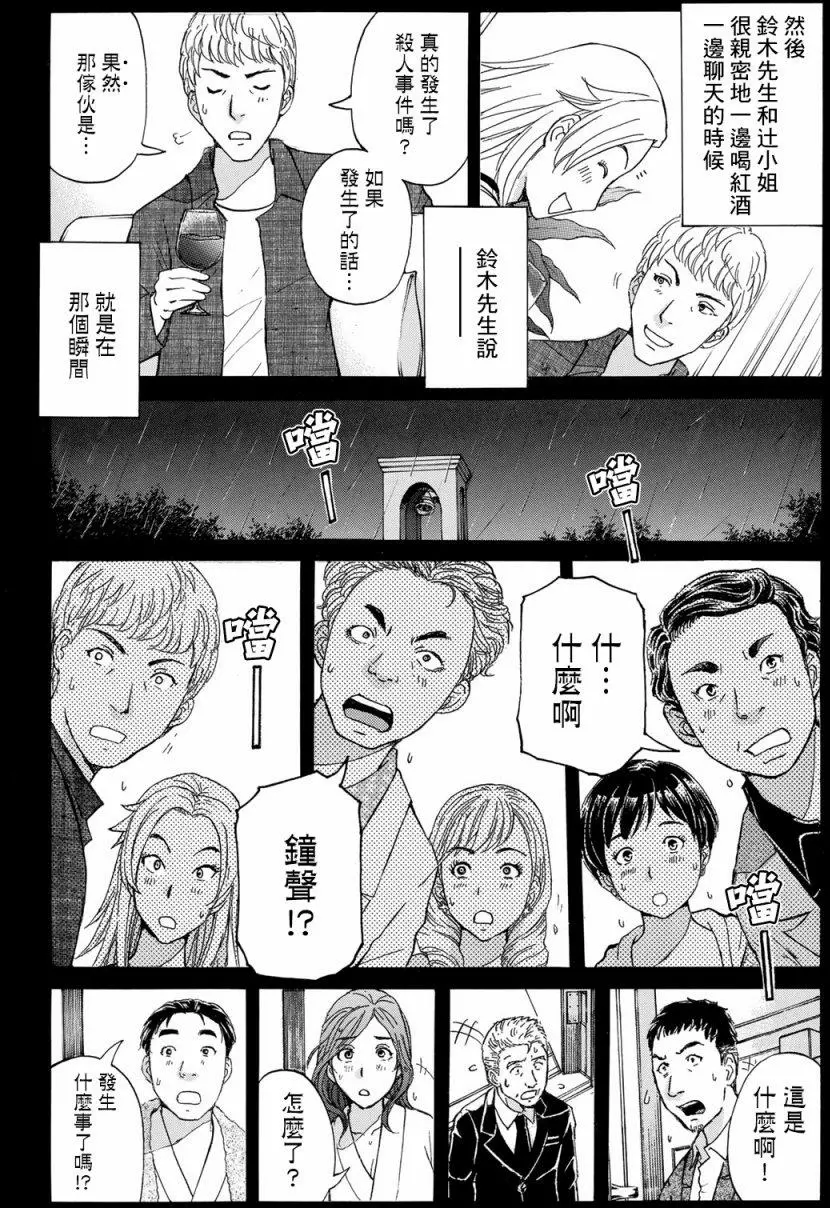 然後
鈴木先生和辻小姐
很親密地一邊喝紅酒
一邊聊天的時候
鈴木先生說——
真的發生了
殺人事件嗎？
如果
發生了的話…
果然
那傢伙是…
就是在
那個瞬間
噹—
噹—
什…
什麼啊
噹—
鐘聲!?
噹—
這是
什麼啊！
怎麼了？
發生
什麼事了嗎!?